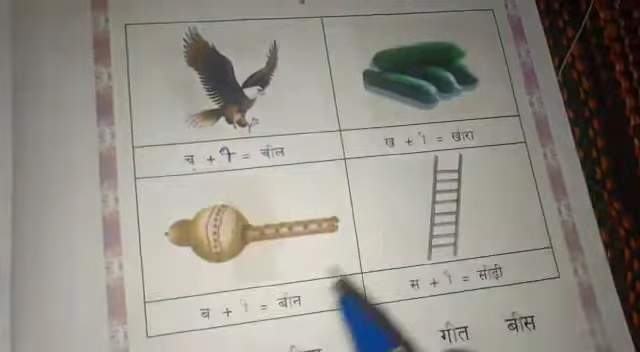 च + ी = चील
ख + ी = खीरा
ब + ी = बीन
स + ी = सीढ़ी
गीत बीस